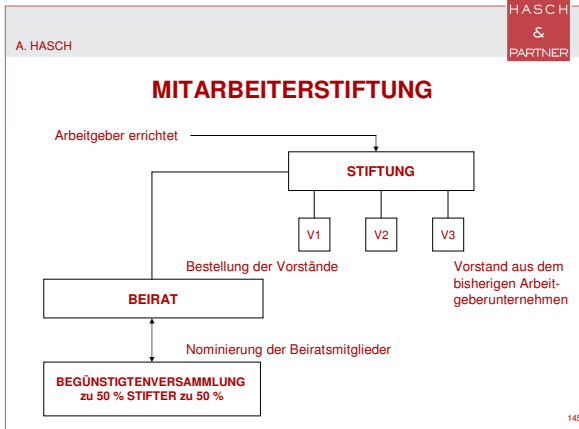 HASCH
&
PARTNER
A. HASCH
MITARBEITERSTIFTUNG
Arbeitgeber errichtet
STIFTUNG
V1
V2
V3
Bestellung der Vorstände
Vorstand aus dem
bisherigen Arbeit-
geberunternehmen
BEIRAT
Nominierung der Beiratsmitglieder
BEGÜNSTIGTENVERSAMMLUNG
zu 50 % STIFTER zu 50 %
145